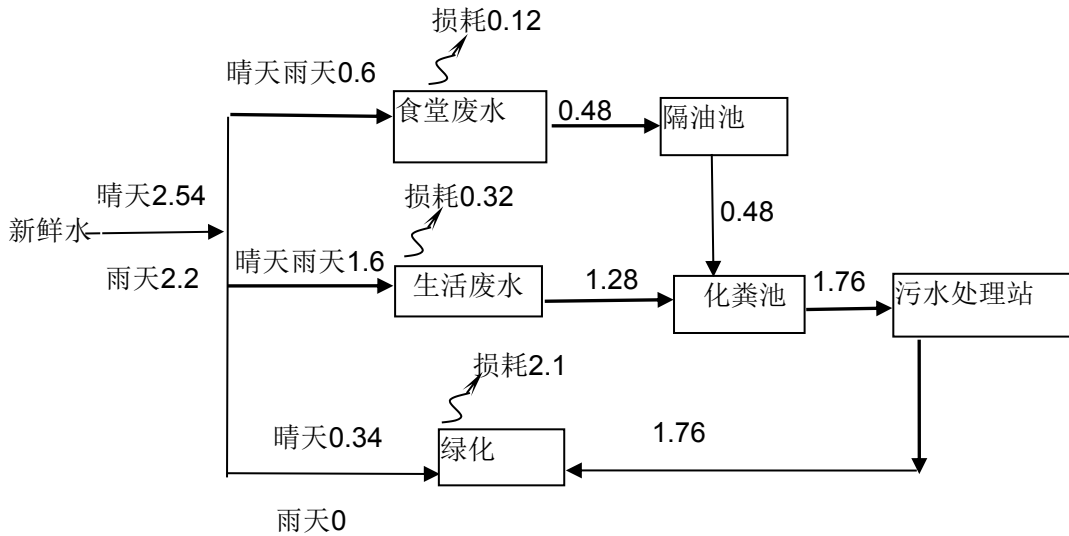 损耗0.12
晴天雨天0.6
食堂废水
0.48
隔油池
晴天2.54
新鲜水
雨天2.2
损耗0.32
0.48
晴天雨天1.6
生活废水
1.28
化粪池
1.76
污水处理站
损耗2.1
晴天0.34
绿化
1.76
雨天0